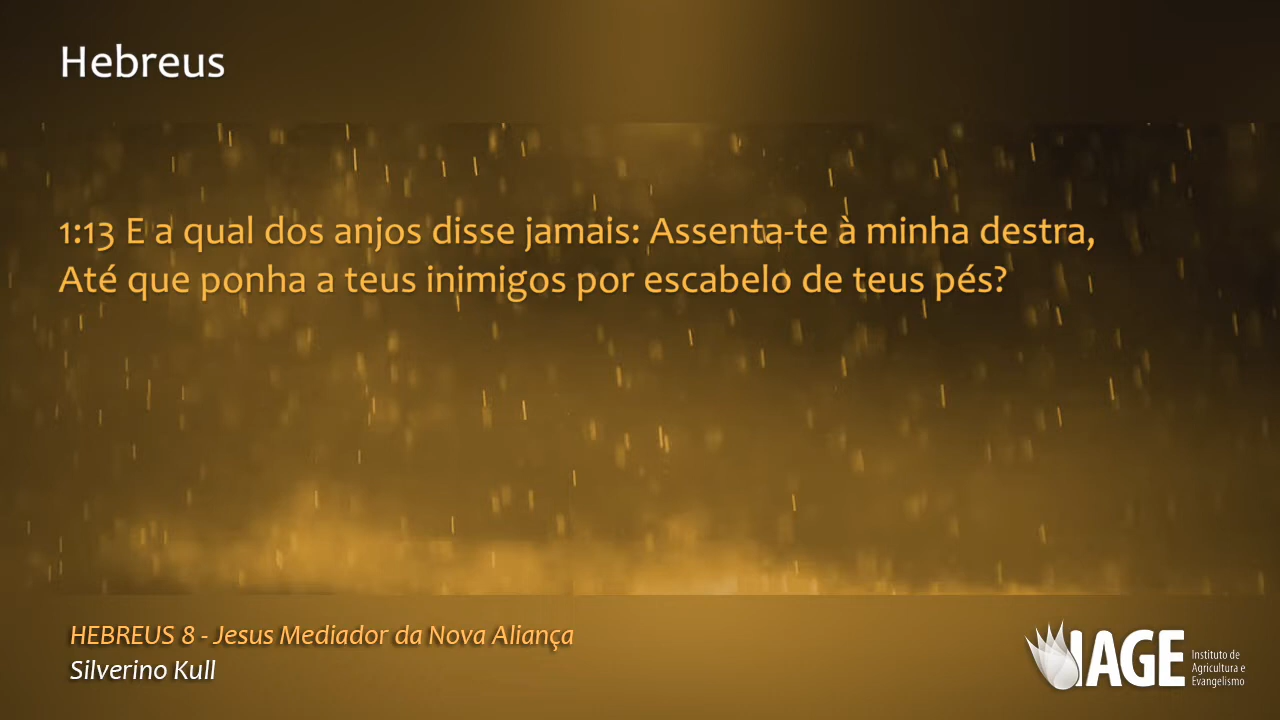 Hebreus
1:13 E a qual dos anjos disse jamais: Assenta-te à minha destra,
Até que ponha a teus inimigos por escabelo de teus pés?
HEBREUS 8 - Jesus Mediador da Nova Aliança
Silverino Kull
IAGE
Instituto de
Agricultura e
Evangelismo